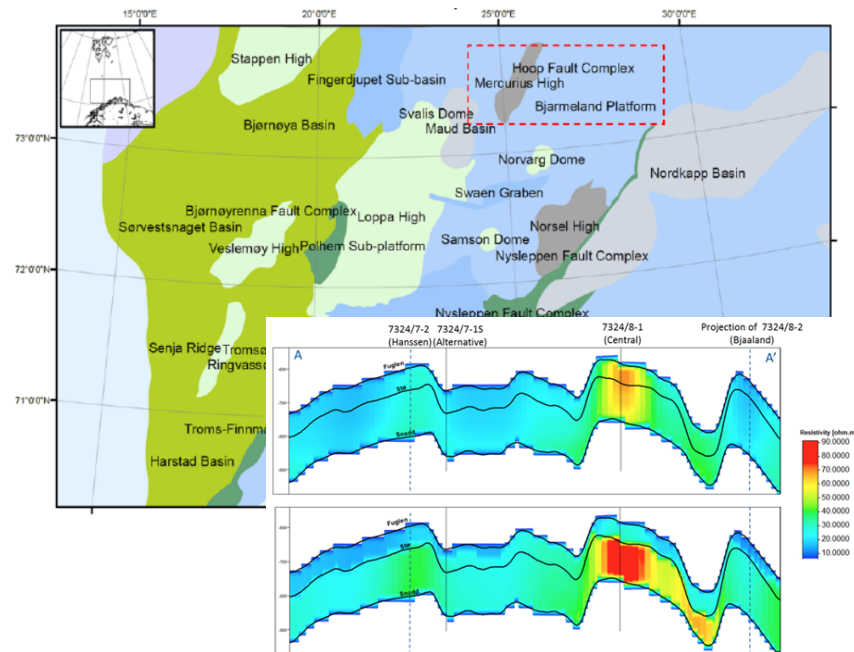 15°0'0"E 20°0'0"E 25°0'0"E 30°0'0"E
Stappen High
Fingerdjupet Sub-basin
Hoop Fault Complex
Mercurius High
Bjarmeland Platform
Svalis Dome
Maud Basin
Bjørnøya Basin
73°0'0"N
Norvarg Dome
Nordkapp Basin
Swaen Graben
Bjørnøyrenna Fault Complex
Loppa High
Sørvestsnaget Basin
Norsel High
Veslemøy High
Polhem Sub-platform
Samson Dome
Nysleppen Fault Complex
72°0'0"N
Nysleppen Fault Complex
Senja Ridge
Tromsø
Ringvassø
71°0'0"N
Troms-Finnma
Harstad Basin
7324/7-2 7324/7-1S 7324/8-1 Projection of 7324/8-2
(Hanssen) (Alternative) (Central) (Bjaaland)
A A'
Fuglen
Stø
Snadd
Resistivity [ohm.m
90.0000
80.0000
70.0000
60.0000
50.0000
40.0000
30.0000
20.0000
10.0000
Fuglen
Stø
Snadd